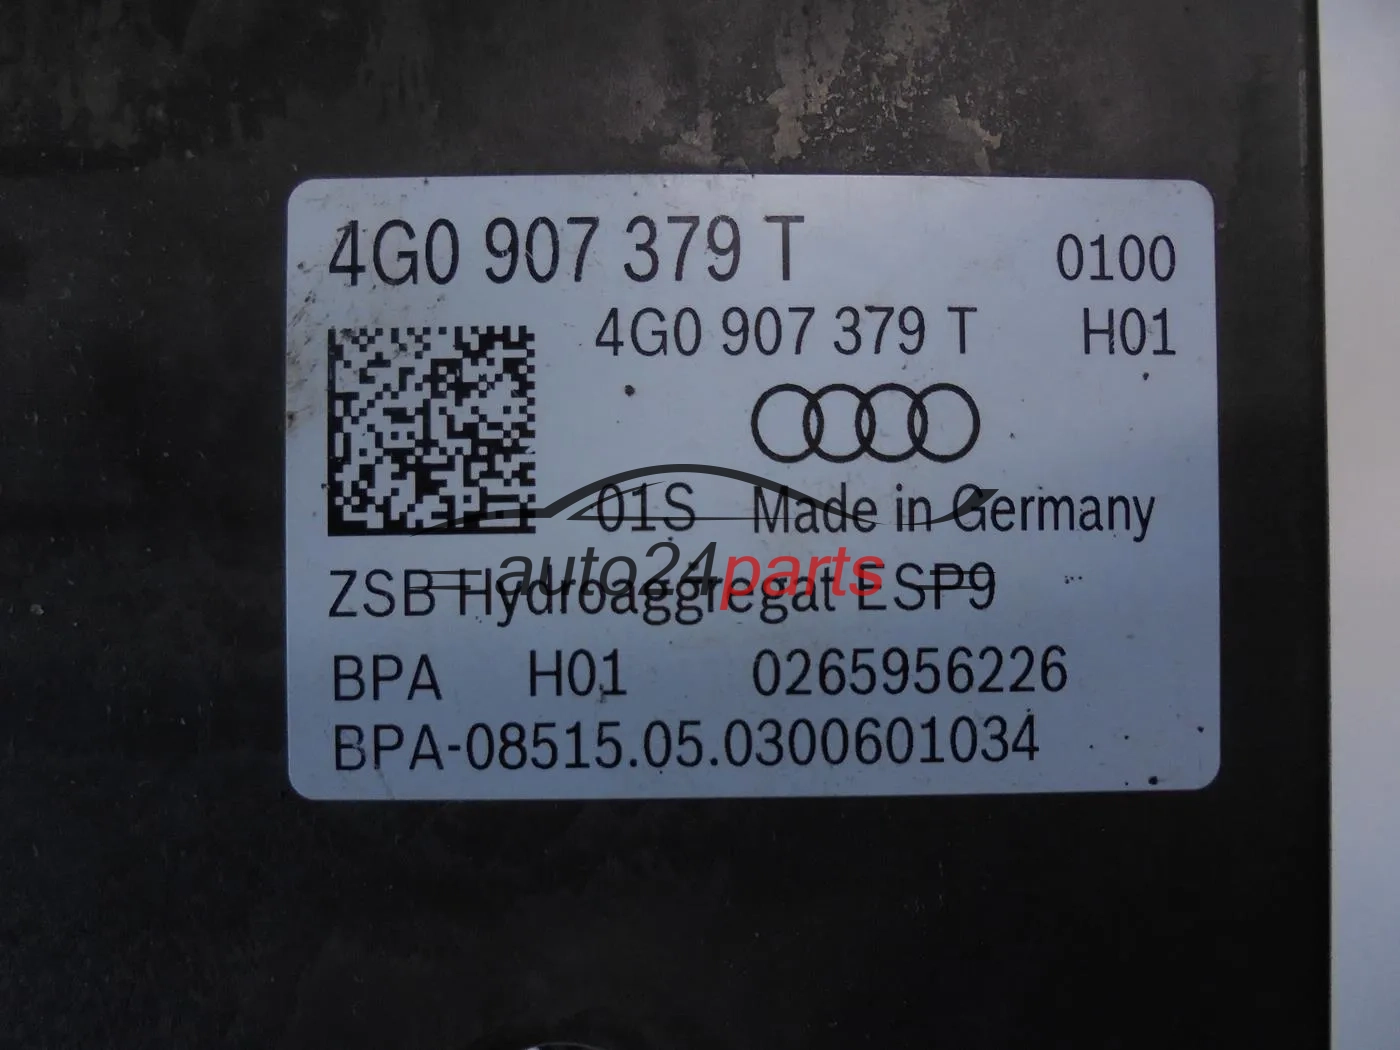 4G0 907 379 T 0100
4G0 907 379 T H01
01S Made in Germany
auto24parts
ZSB Hydroaggregat ESP9
BPA H01 0265956226
BPA-08515.05.0300601034